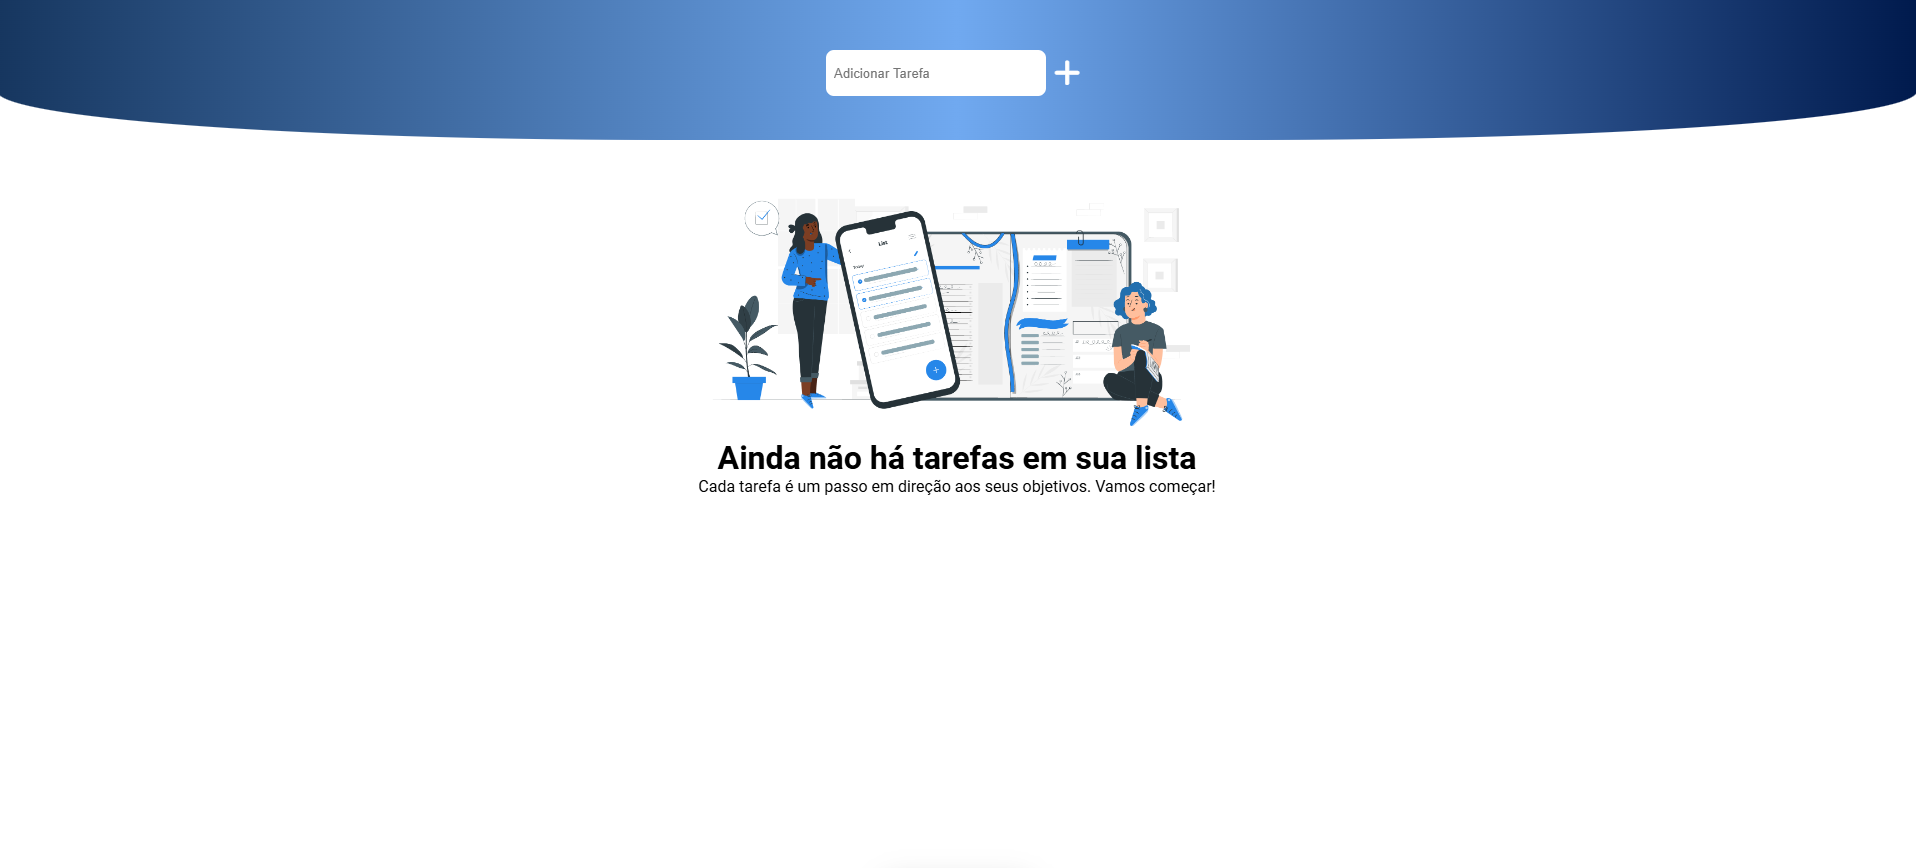 Adicionar Tarefa
List
Today
Ainda não há tarefas em sua lista
Cada tarefa é um passo em direção aos seus objetivos. Vamos começar!